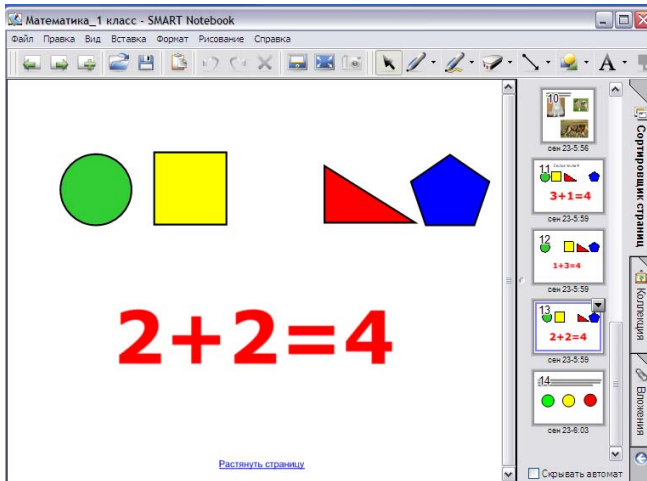 Математика_1 класс - SMART Notebook
Файл Правка Вид Вставка Формат Рисование Справка
A
2+2=4
Растянуть страницу
10
сен 23-5:56
11
3+1=4
сен 23-5:59
12
1+3=4
сен 23-5:59
13
2+2=4
сен 23-5:59
14
сен 23-6:03
Скрывать автомат
Сортировщик страниц
Коллекция
Вложения